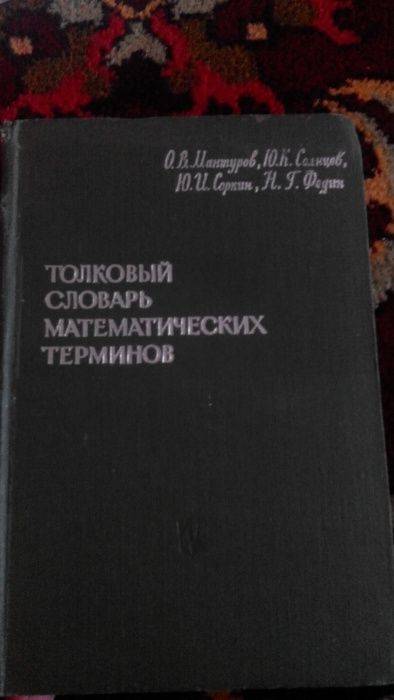 О.В. Мантуров, Ю.К. Солнцев,
Ю.И. Соркин, Н.Г. Федин
ТОЛКОВЫЙ
СЛОВАРЬ
МАТЕМАТИЧЕСКИХ
ТЕРМИНОВ